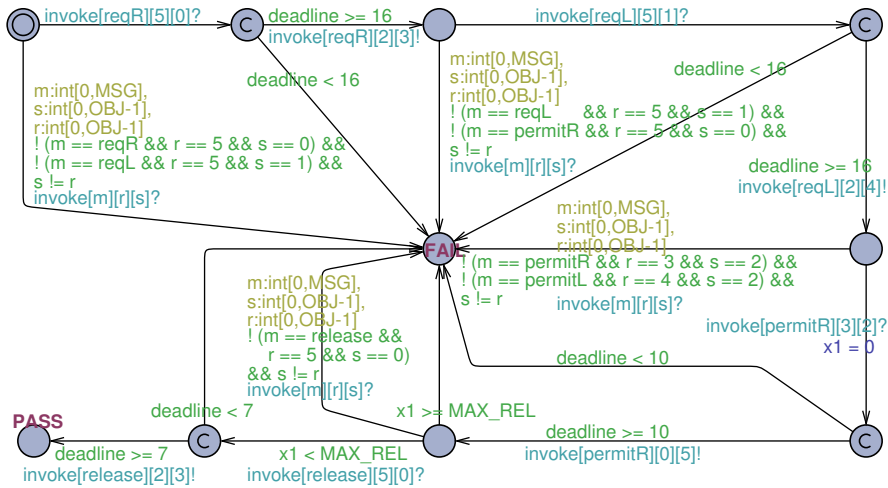 invoke[reqR][5][0]?
C
deadline >= 16
invoke[reqR][2][3]!
invoke[reqL][5][1]?
C
deadline < 16
m:int[0,MSG],
s:int[0,OBJ-1],
r:int[0,OBJ-1]
! (m == reqR && r == 5 && s == 0) &&
! (m == reqL && r == 5 && s == 1) &&
s != r
invoke[m][r][s]?
m:int[0,MSG],
s:int[0,OBJ-1],
r:int[0,OBJ-1]
! (m == reqL && r == 5 && s == 1) &&
! (m == permitR && r == 5 && s == 0) &&
s != r
invoke[m][r][s]?
deadline < 16
deadline >= 16
invoke[reqL][2][4]!
FAIL
m:int[0,MSG],
s:int[0,OBJ-1],
r:int[0,OBJ-1]
! (m == permitR && r == 3 && s == 2) &&
! (m == permitL && r == 4 && s == 2) &&
s != r
invoke[m][r][s]?
m:int[0,MSG],
s:int[0,OBJ-1],
r:int[0,OBJ-1]
! (m == release &&
r == 5 && s == 0)
&& s != r
invoke[m][r][s]?
invoke[permitR][3][2]?
x1 = 0
deadline < 10
PASS
deadline < 7
x1 >= MAX_REL
C
C
deadline >= 7
invoke[release][2][3]!
x1 < MAX_REL
invoke[release][5][0]?
deadline >= 10
invoke[permitR][0][5]!